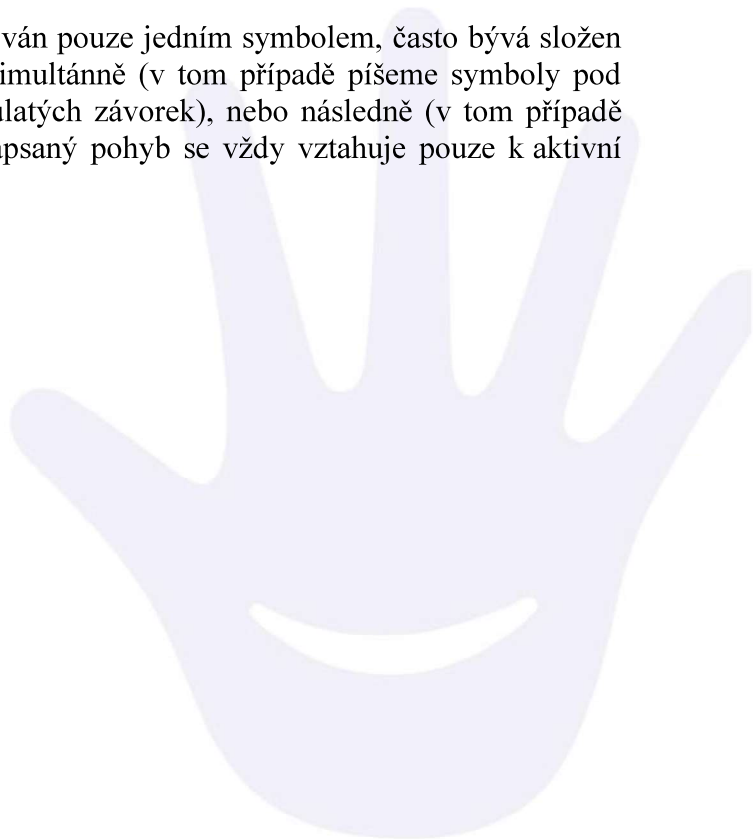 ván pouze jedním symbolem, často bývá složen
imultánně (v tom případě píšeme symboly pod
ulatých závorek), nebo následně (v tom případě
apsaný pohyb se vždy vztahuje pouze k aktivní